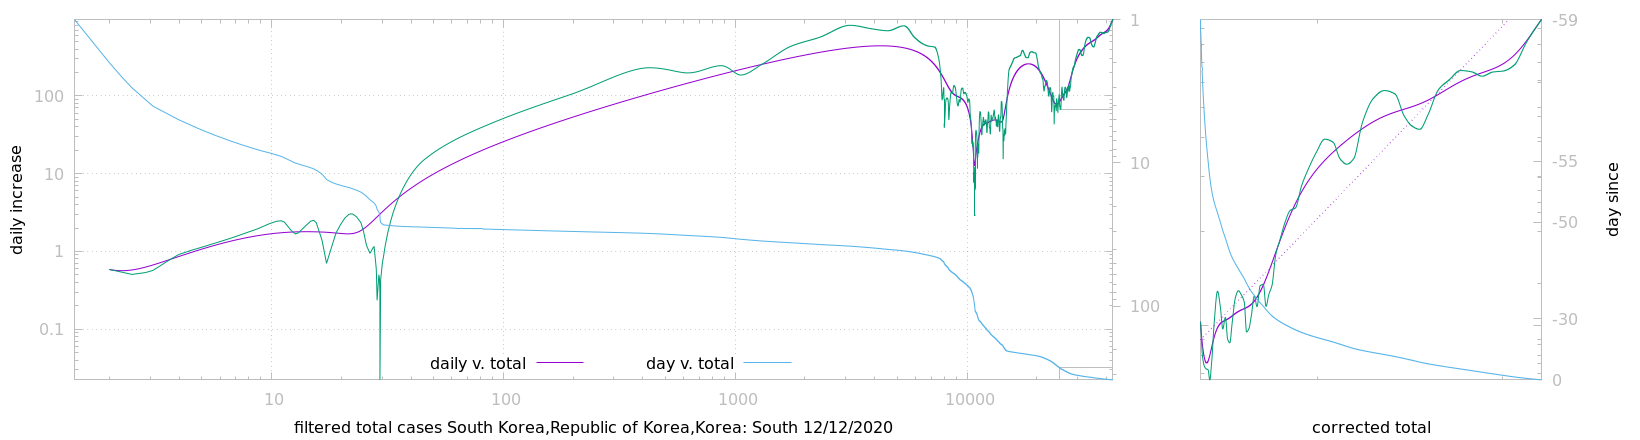 daily increase
100
10
1
0.1
10
100
1000
10000
1
10
100
daily v. total
day v. total
filtered total cases South Korea,Republic of Korea,Korea: South 12/12/2020
-59
-55
-50
-30
0
day since
corrected total